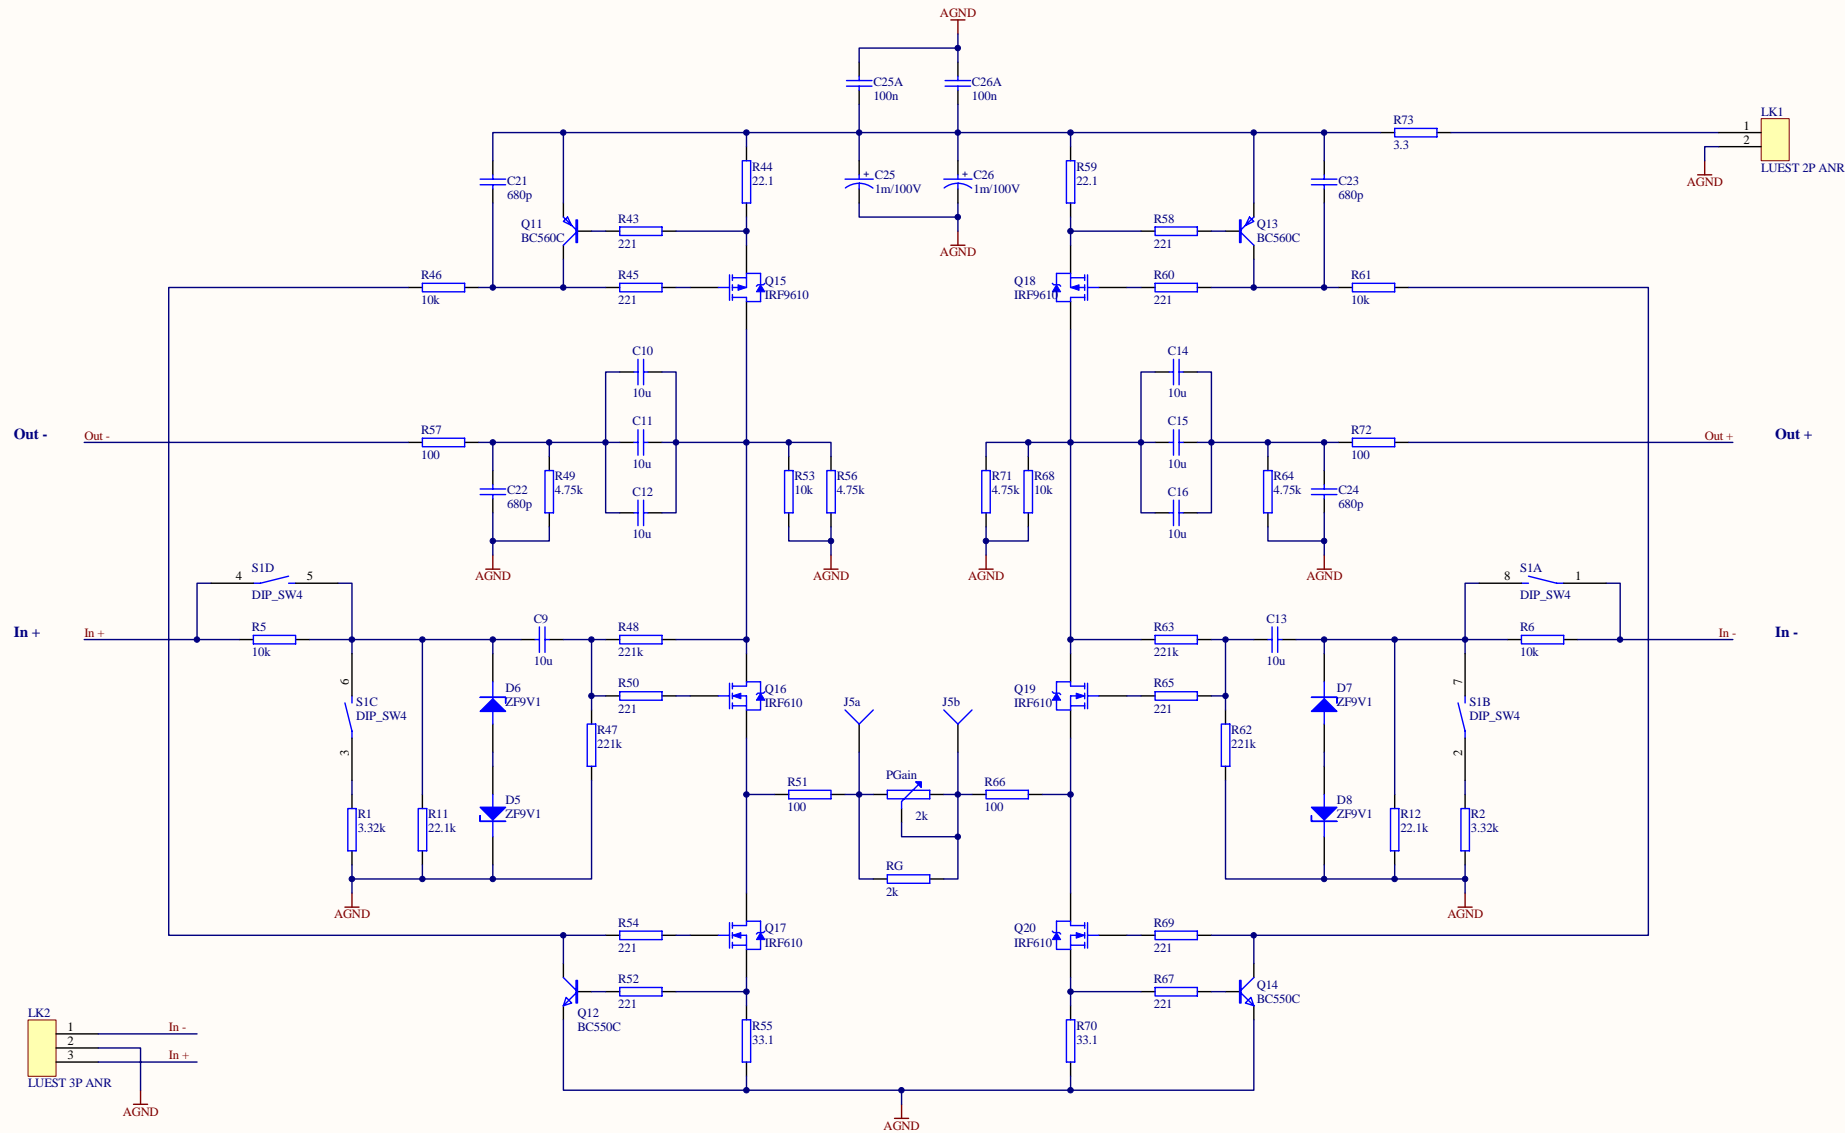 AGND
C25A
100n
C26A
100n
R73
3.3
LK1
1
2
LUEST 2P ANR
AGND
C21
680p
R44
22.1
C25
1m/100V
C26
1m/100V
R59
22.1
C23
680p
Q11
BC560C
R43
221
R58
221
Q13
BC560C
AGND
R46
10k
R45
221
Q15
IRF9610
Q18
IRF9610
R60
221
R61
10k
C10
10u
C14
10u
Out -
Out -
R57
100
C11
10u
C15
10u
R72
100
Out +
Out +
C22
680p
R49
4.75k
C12
10u
R53
10k
R56
4.75k
R71
4.75k
R68
10k
C16
10u
R64
4.75k
C24
680p
AGND
AGND
AGND
AGND
S1D
4
5
DIP_SW4
S1A
8
1
DIP_SW4
In +
In +
R5
10k
C9
10u
R48
221k
R63
221k
C13
10u
R6
10k
In -
In -
6
S1C
DIP_SW4
3
D6
ZF9V1
R50
221
Q16
IRF610
J5a
J5b
Q19
IRF610
R65
221
D7
ZF9V1
7
S1B
DIP_SW4
2
R47
221k
R62
221k
R51
100
PGain
2k
R66
100
R1
3.32k
R11
22.1k
D5
ZF9V1
D8
ZF9V1
R12
22.1k
R2
3.32k
RG
2k
AGND
AGND
R54
221
Q17
IRF610
Q20
IRF610
R69
221
R52
221
R67
221
Q14
BC550C
Q12
BC550C
R55
33.1
R70
33.1
LK2
1
In -
2
3
In +
LUEST 3P ANR
AGND
AGND